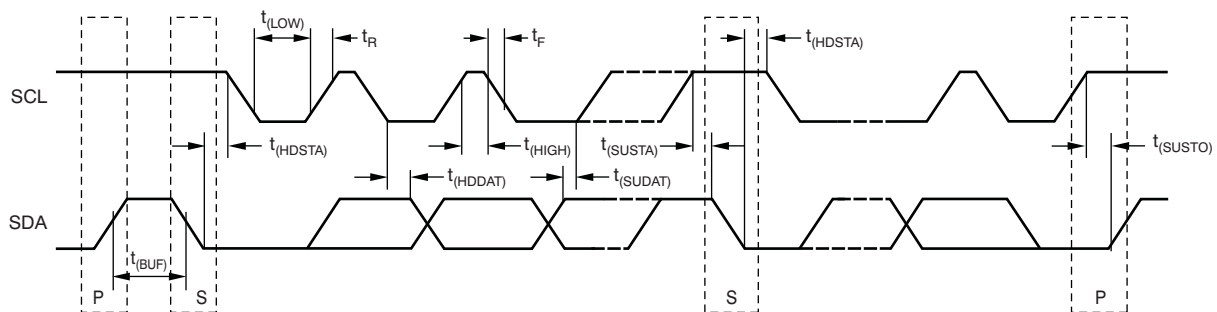 t(LOW)
tR
tF
t(HDSTA)
SCL
t(HDSTA)
t(HIGH)
t(SUSTA)
t(SUSTO)
t(HDDAT)
t(SUDAT)
SDA
t(BUF)
P
S
S
P